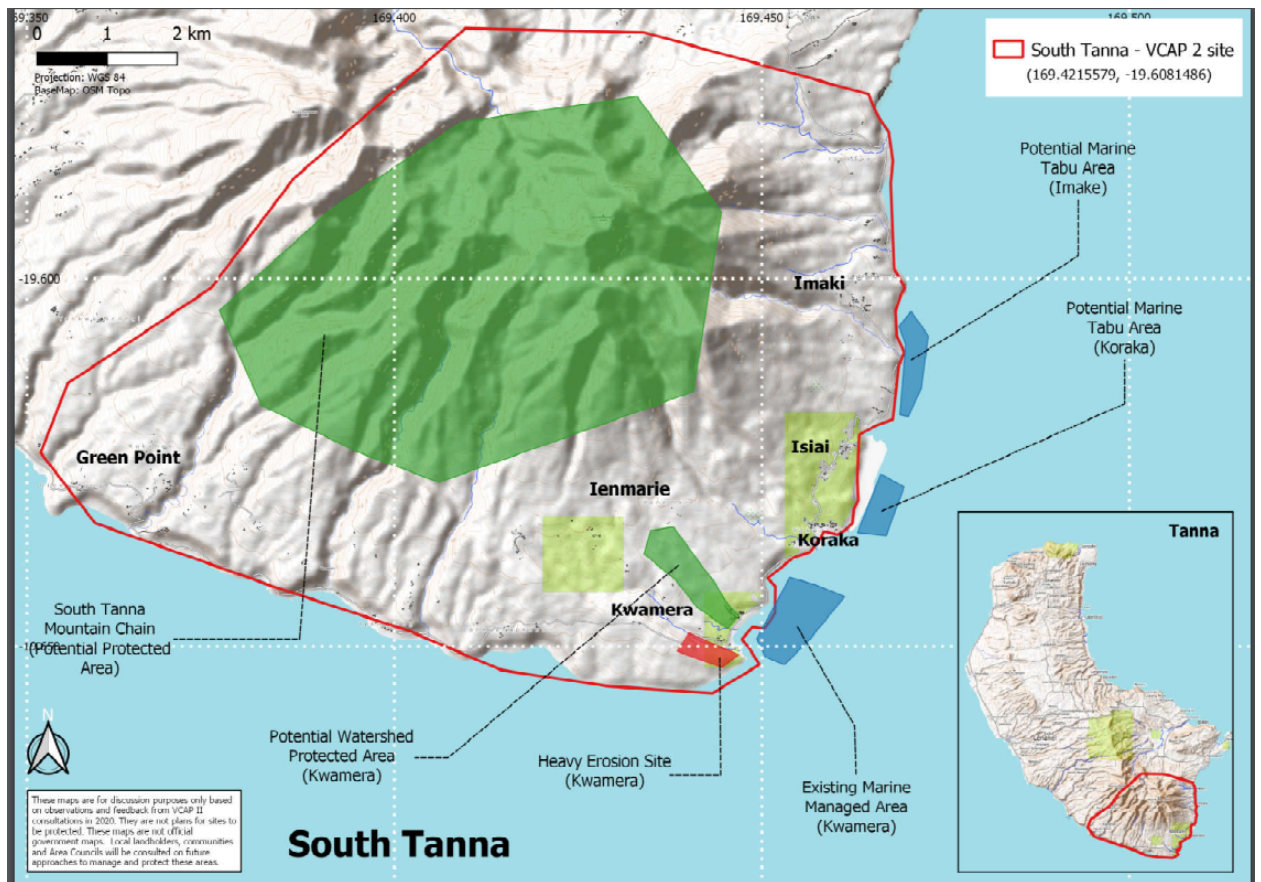 169.350
169.400
169.450
169.500
0 1 2 km
Projection: WGS 84
BaseMap: OSM Topo
South Tanna - VCAP 2 site
(169.4215579, -19.6081486)
Potential Marine
Tabu Area
(Imake)
-19.600
Imaki
Potential Marine
Tabu Area
(Koraka)
Green Point
Isiai
Ienmarie
Koraka
Tanna
Kwamera
South Tanna
Mountain Chain
(Potential Protected
Area)
-19.650
N
Potential Watershed
Protected Area
(Kwamera)
Heavy Erosion Site
(Kwamera)
Existing Marine
Managed Area
(Kwamera)
These maps are for discussion purposes only based
on observations and feedback from VCAP II
consultations in 2020. They are not plans for sites to
be protected. These maps are not official
government maps. Local landholders, communities
and Area Councils will be consulted on future
approaches to manage and protect these areas.
South Tanna